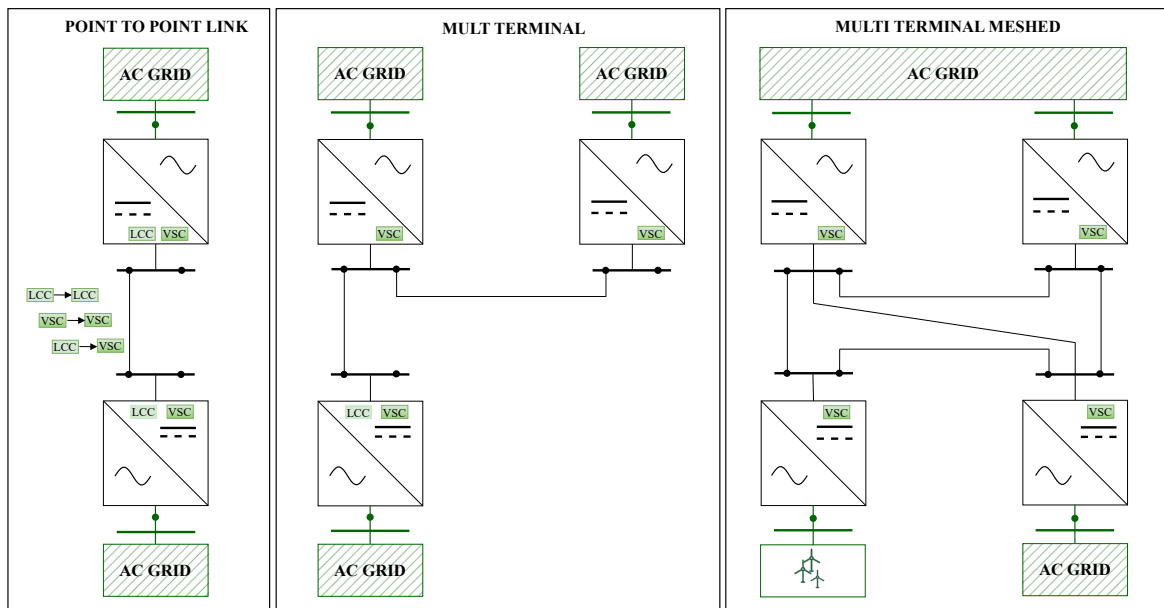 POINT TO POINT LINK
AC GRID
LCC VSC
LCC LCC
VSC VSC
LCC VSC
LCC VSC
AC GRID
MULT TERMINAL
AC GRID AC GRID
VSC VSC
LCC VSC
AC GRID
MULTI TERMINAL MESHED
AC GRID
VSC VSC
VSC VSC
AC GRID